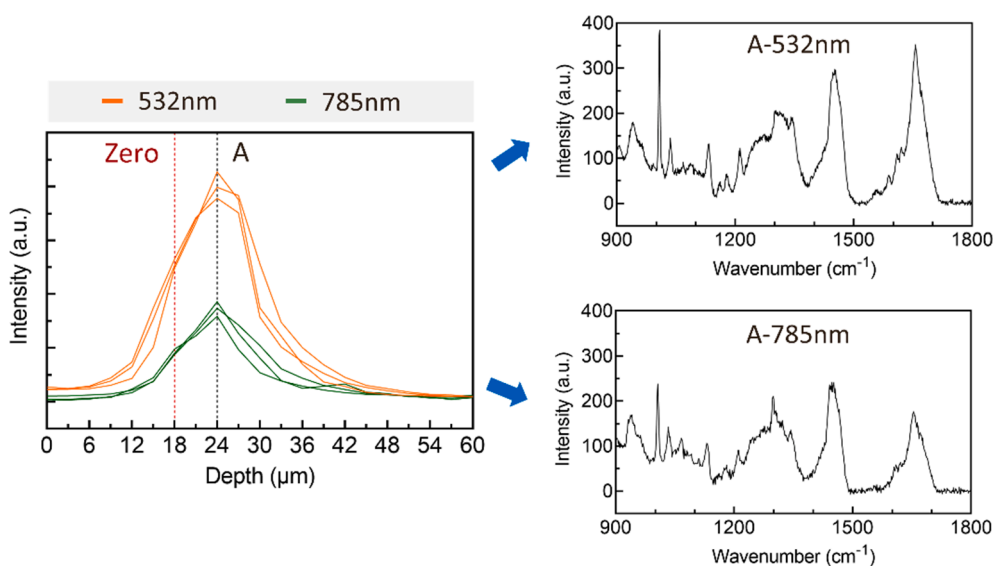 532nm 785nm
Zero A
Intensity (a.u.)
0 6 12 18 24 30 36 42 48 54 60
Depth (μm)
A-532nm
Intensity (a.u.)
400
300
200
100
0
900 1200 1500 1800
Wavenumber (cm⁻¹)
A-785nm
Intensity (a.u.)
400
300
200
100
0
900 1200 1500 1800
Wavenumber (cm⁻¹)